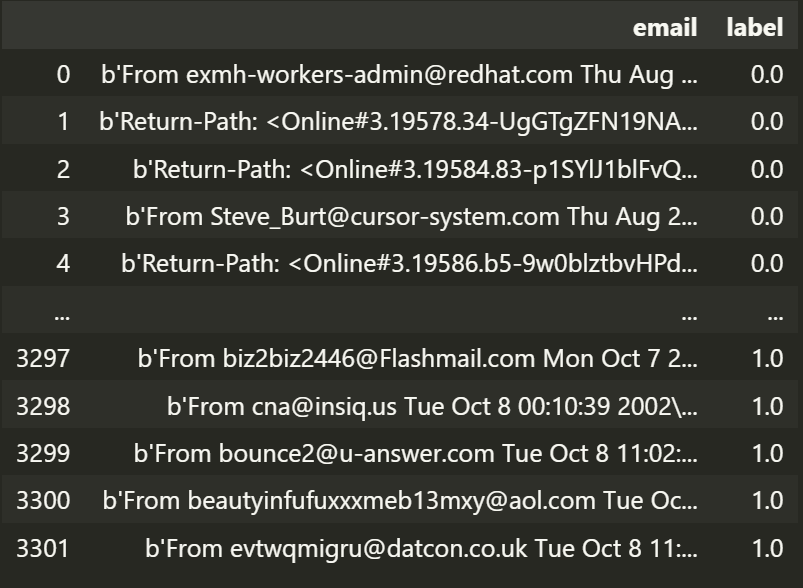 email label
0 b'From exmh-workers-admin@redhat.com Thu Aug ... 0.0
1 b'Return-Path: <Online#3.19578.34-UgGTgZFN19NA... 0.0
2 b'Return-Path: <Online#3.19584.83-p1SYlJ1blFvQ... 0.0
3 b'From Steve_Burt@cursor-system.com Thu Aug 2... 0.0
4 b'Return-Path: <Online#3.19586.b5-9w0blztbvHPd... 0.0
... ... ...
3297 b'From biz2biz2446@Flashmail.com Mon Oct 7 2... 1.0
3298 b'From cna@insiq.us Tue Oct 8 00:10:39 2002\... 1.0
3299 b'From bounce2@u-answer.com Tue Oct 8 11:02:... 1.0
3300 b'From beautyinfufuxxxmeb13mxy@aol.com Tue Oc... 1.0
3301 b'From evtwqmigru@datcon.co.uk Tue Oct 8 11:... 1.0